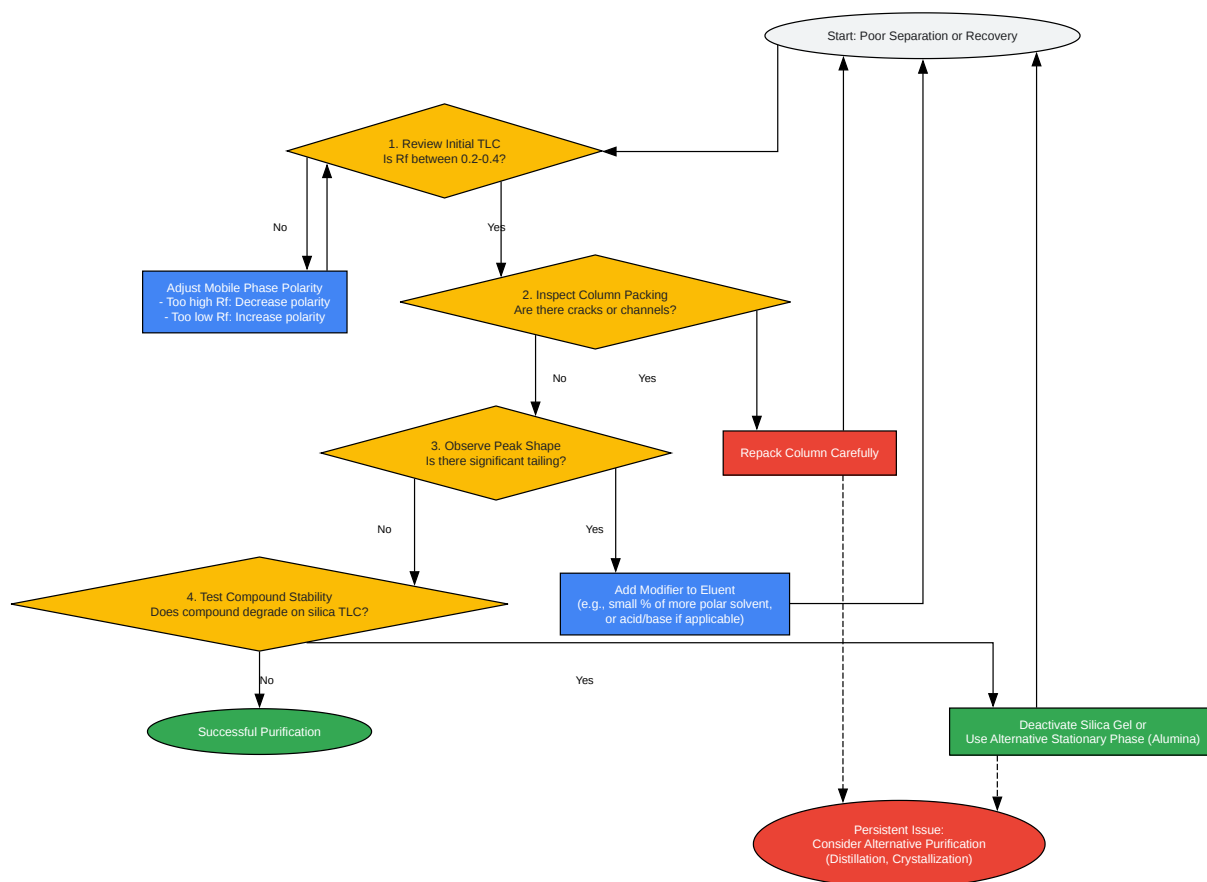 Start: Poor Separation or Recovery
1. Review Initial TLC
Is Rf between 0.2-0.4?
No
Yes
Adjust Mobile Phase Polarity
- Too high Rf: Decrease polarity
- Too low Rf: Increase polarity
2. Inspect Column Packing
Are there cracks or channels?
No
Yes
3. Observe Peak Shape
Is there significant tailing?
Repack Column Carefully
No
Yes
4. Test Compound Stability
Does compound degrade on silica TLC?
Add Modifier to Eluent
(e.g., small % of more polar solvent,
or acid/base if applicable)
No
Yes
Successful Purification
Deactivate Silica Gel or
Use Alternative Stationary Phase (Alumina)
Persistent Issue:
Consider Alternative Purification
(Distillation, Crystallization)